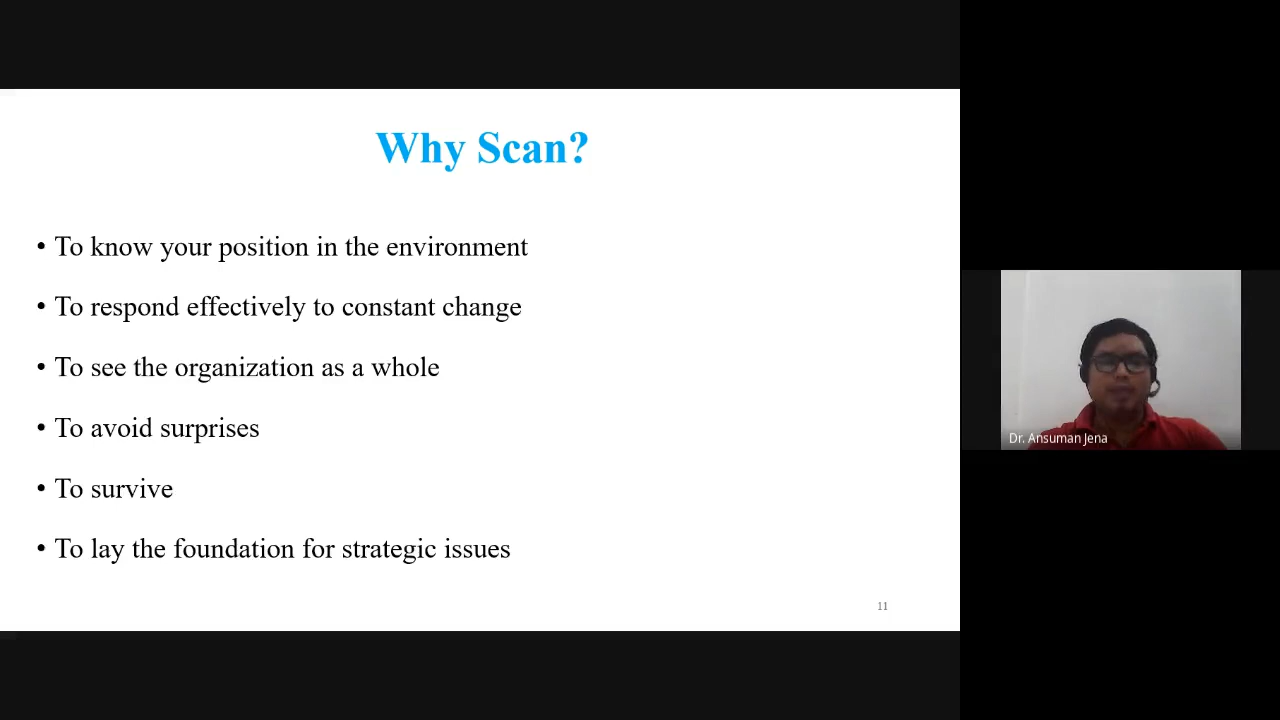 Why Scan?
• To know your position in the environment
• To respond effectively to constant change
• To see the organization as a whole
• To avoid surprises
• To survive
• To lay the foundation for strategic issues
11
Dr. Ansuman Jena